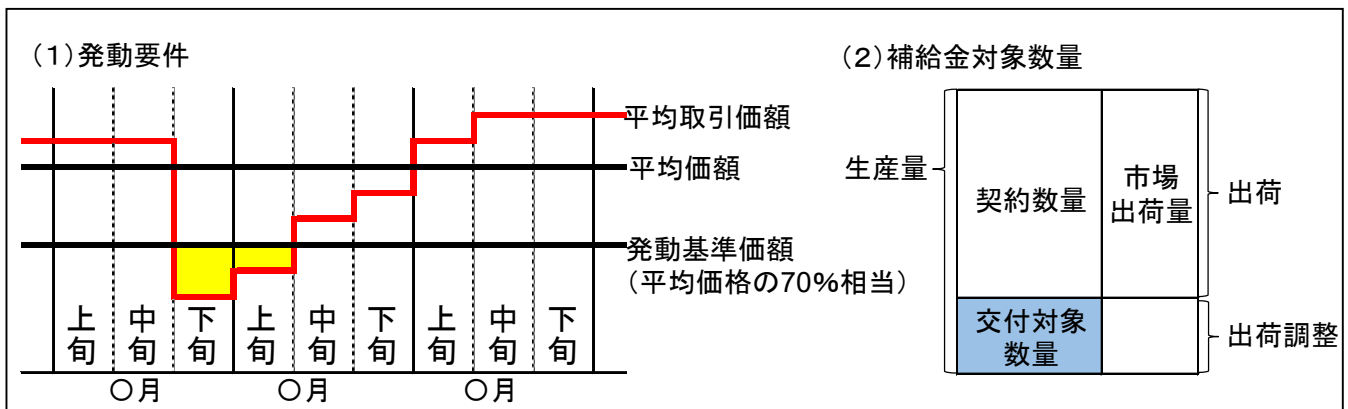 (1)発動要件
平均取引価額
平均価額
発動基準価額
(平均価格の70%相当)
上旬 中旬 下旬 上旬 中旬 下旬 上旬 中旬 下旬
○月 ○月 ○月
(2)補給金対象数量
生産量
契約数量
市場
出荷量
出荷
交付対象
数量
出荷調整